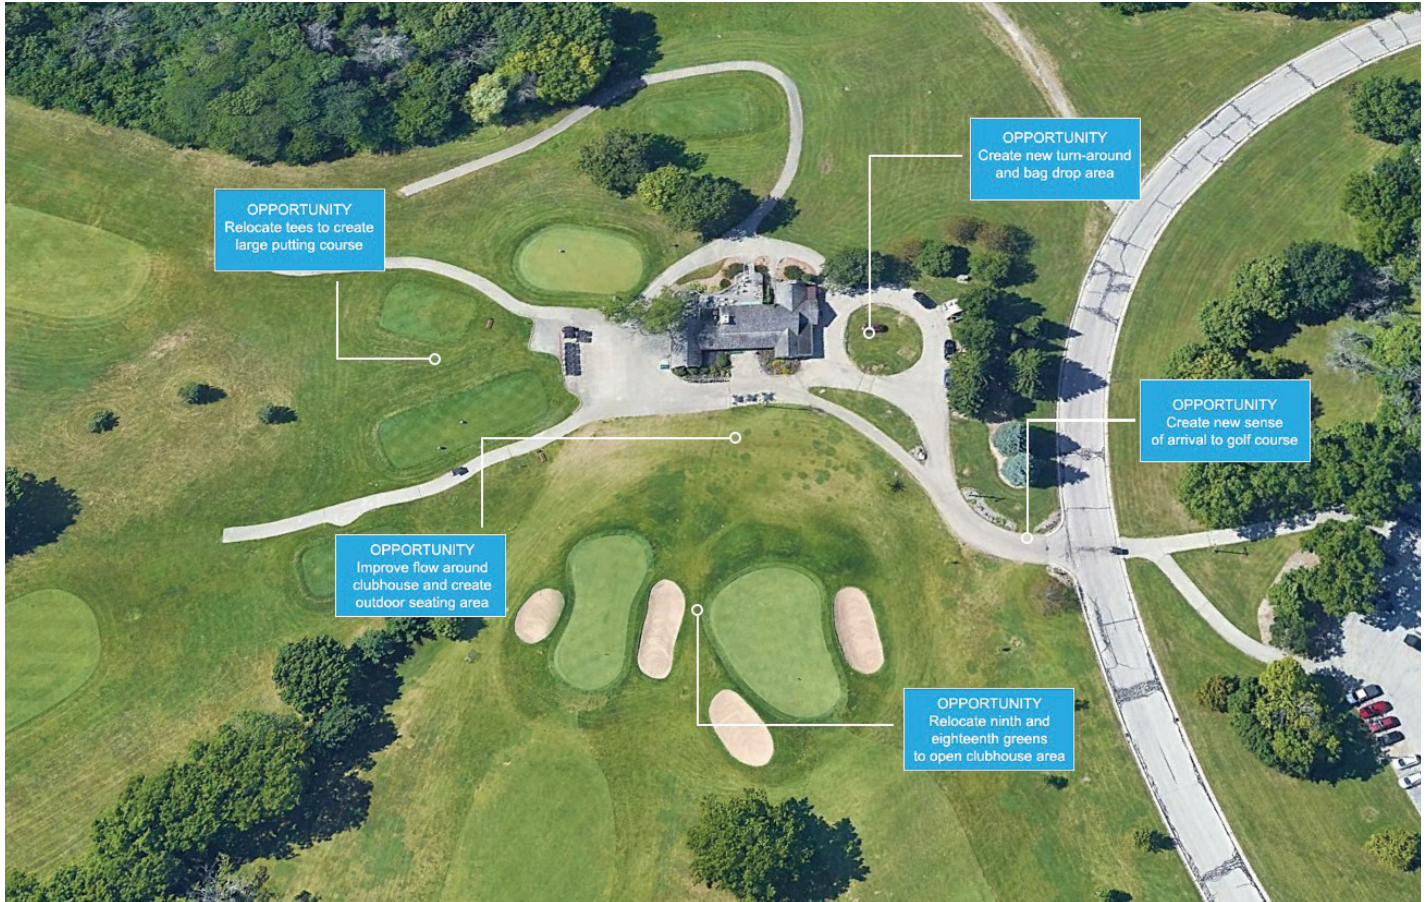 OPPORTUNITY
Create new turn-around
and bag drop area
OPPORTUNITY
Relocate tees to create
large putting course
OPPORTUNITY
Create new sense
of arrival to golf course
OPPORTUNITY
Improve flow around
clubhouse and create
outdoor seating area
OPPORTUNITY
Relocate ninth and
eighteenth greens
to open clubhouse area